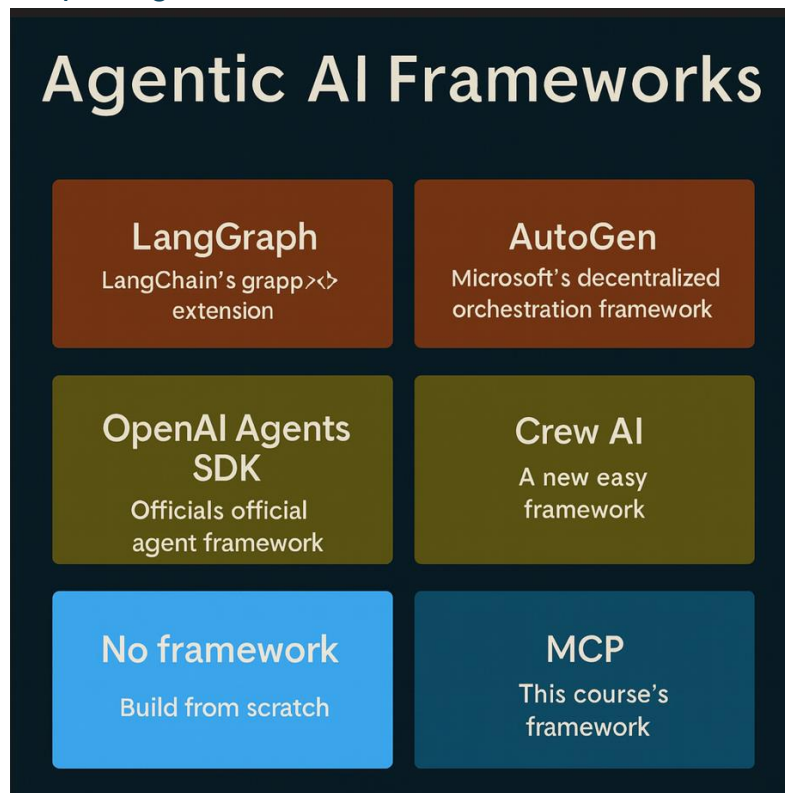 Agentic AI Frameworks
LangGraph
LangChain's
extension
AutoGen
Microsoft's decentralized
orchestration framework
OpenAI Agents
SDK
Officials official
agent framework
Crew AI
A new easy
framework
No framework
Build from scratch
MCP
This course's
framework